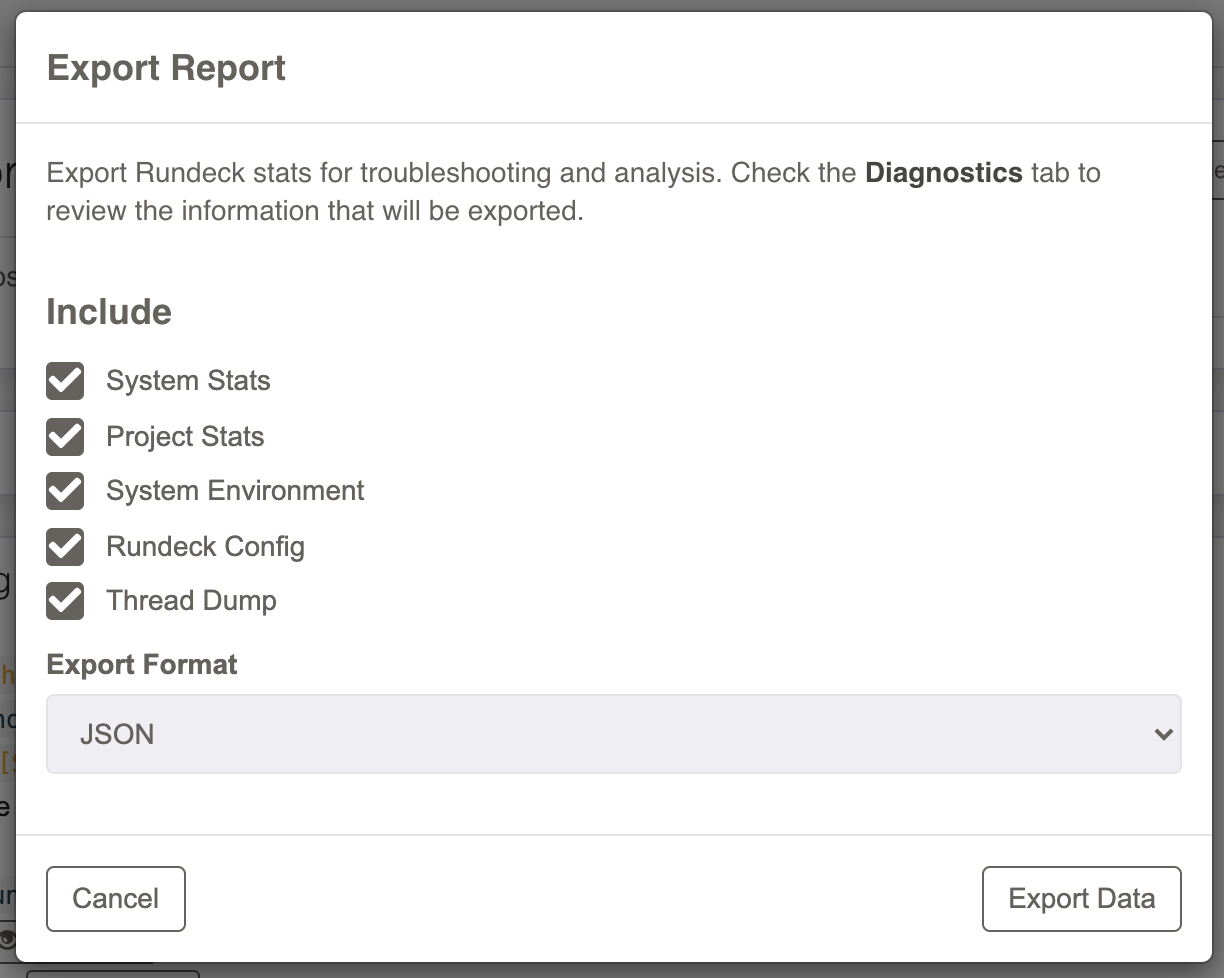 Export Report
Export Rundeck stats for troubleshooting and analysis. Check the Diagnostics tab to
review the information that will be exported.
Include
System Stats
Project Stats
System Environment
Rundeck Config
Thread Dump
Export Format
JSON
Cancel
Export Data